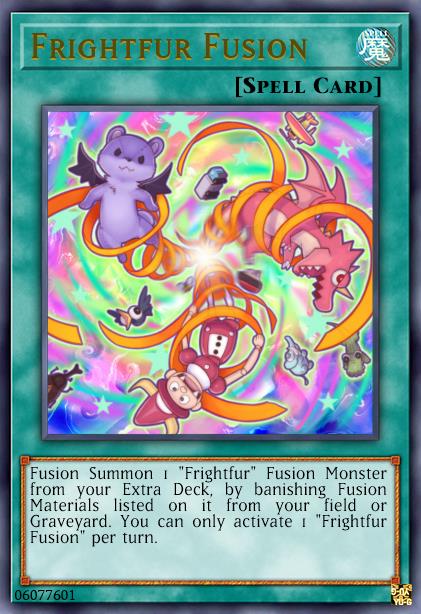 Frightfur Fusion
SPELL
魔
[Spell Card]
Fusion Summon 1 "Frightfur" Fusion Monster
from your Extra Deck, by banishing Fusion
Materials listed on it from your field or
Graveyard. You can only activate 1 "Frightfur
Fusion" per turn.
06077601